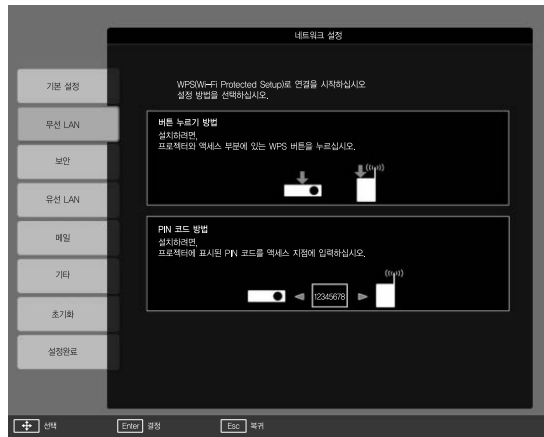 네트워크 설정
기본 설정
무선 LAN
보안
유선 LAN
메일
기타
초기화
설정완료
WPS(Wi-Fi Protected Setup)로 연결을 시작하십시오
설정 방법을 선택하십시오.
버튼 누르기 방법
설치하려면,
프로젝터와 액세스 부분에 있는 WPS 버튼을 누르십시오.
PIN 코드 방법
설치하려면,
프로젝터에 표시된 PIN 코드를 액세스 지점에 입력하십시오.
12345678
선택 Enter 결정 Esc 복귀